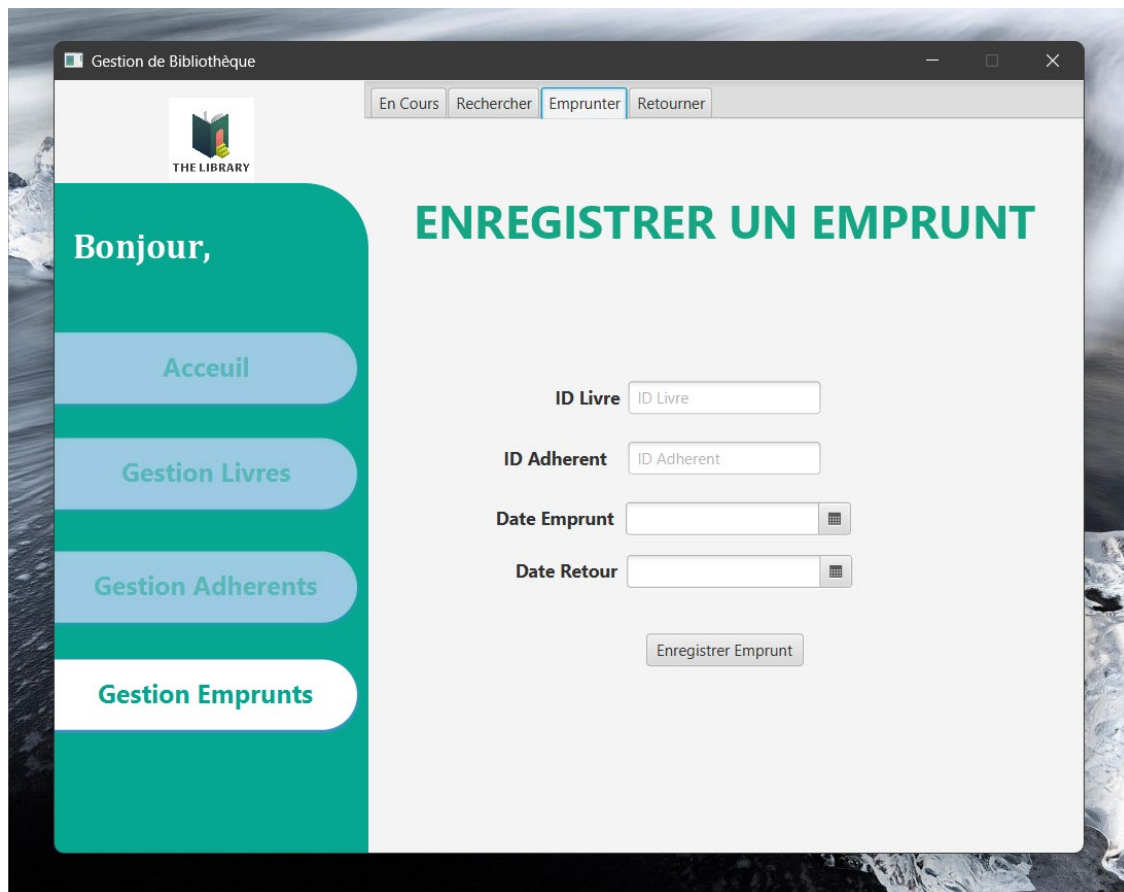 Gestion de Bibliothèque
En Cours Rechercher Emprunter Retourner
THE LIBRARY
Bonjour,
Acceuil
Gestion Livres
Gestion Adherents
Gestion Emprunts
ENREGISTRER UN EMPRUNT
ID Livre ID Livre
ID Adherent ID Adherent
Date Emprunt
Date Retour
Enregistrer Emprunt